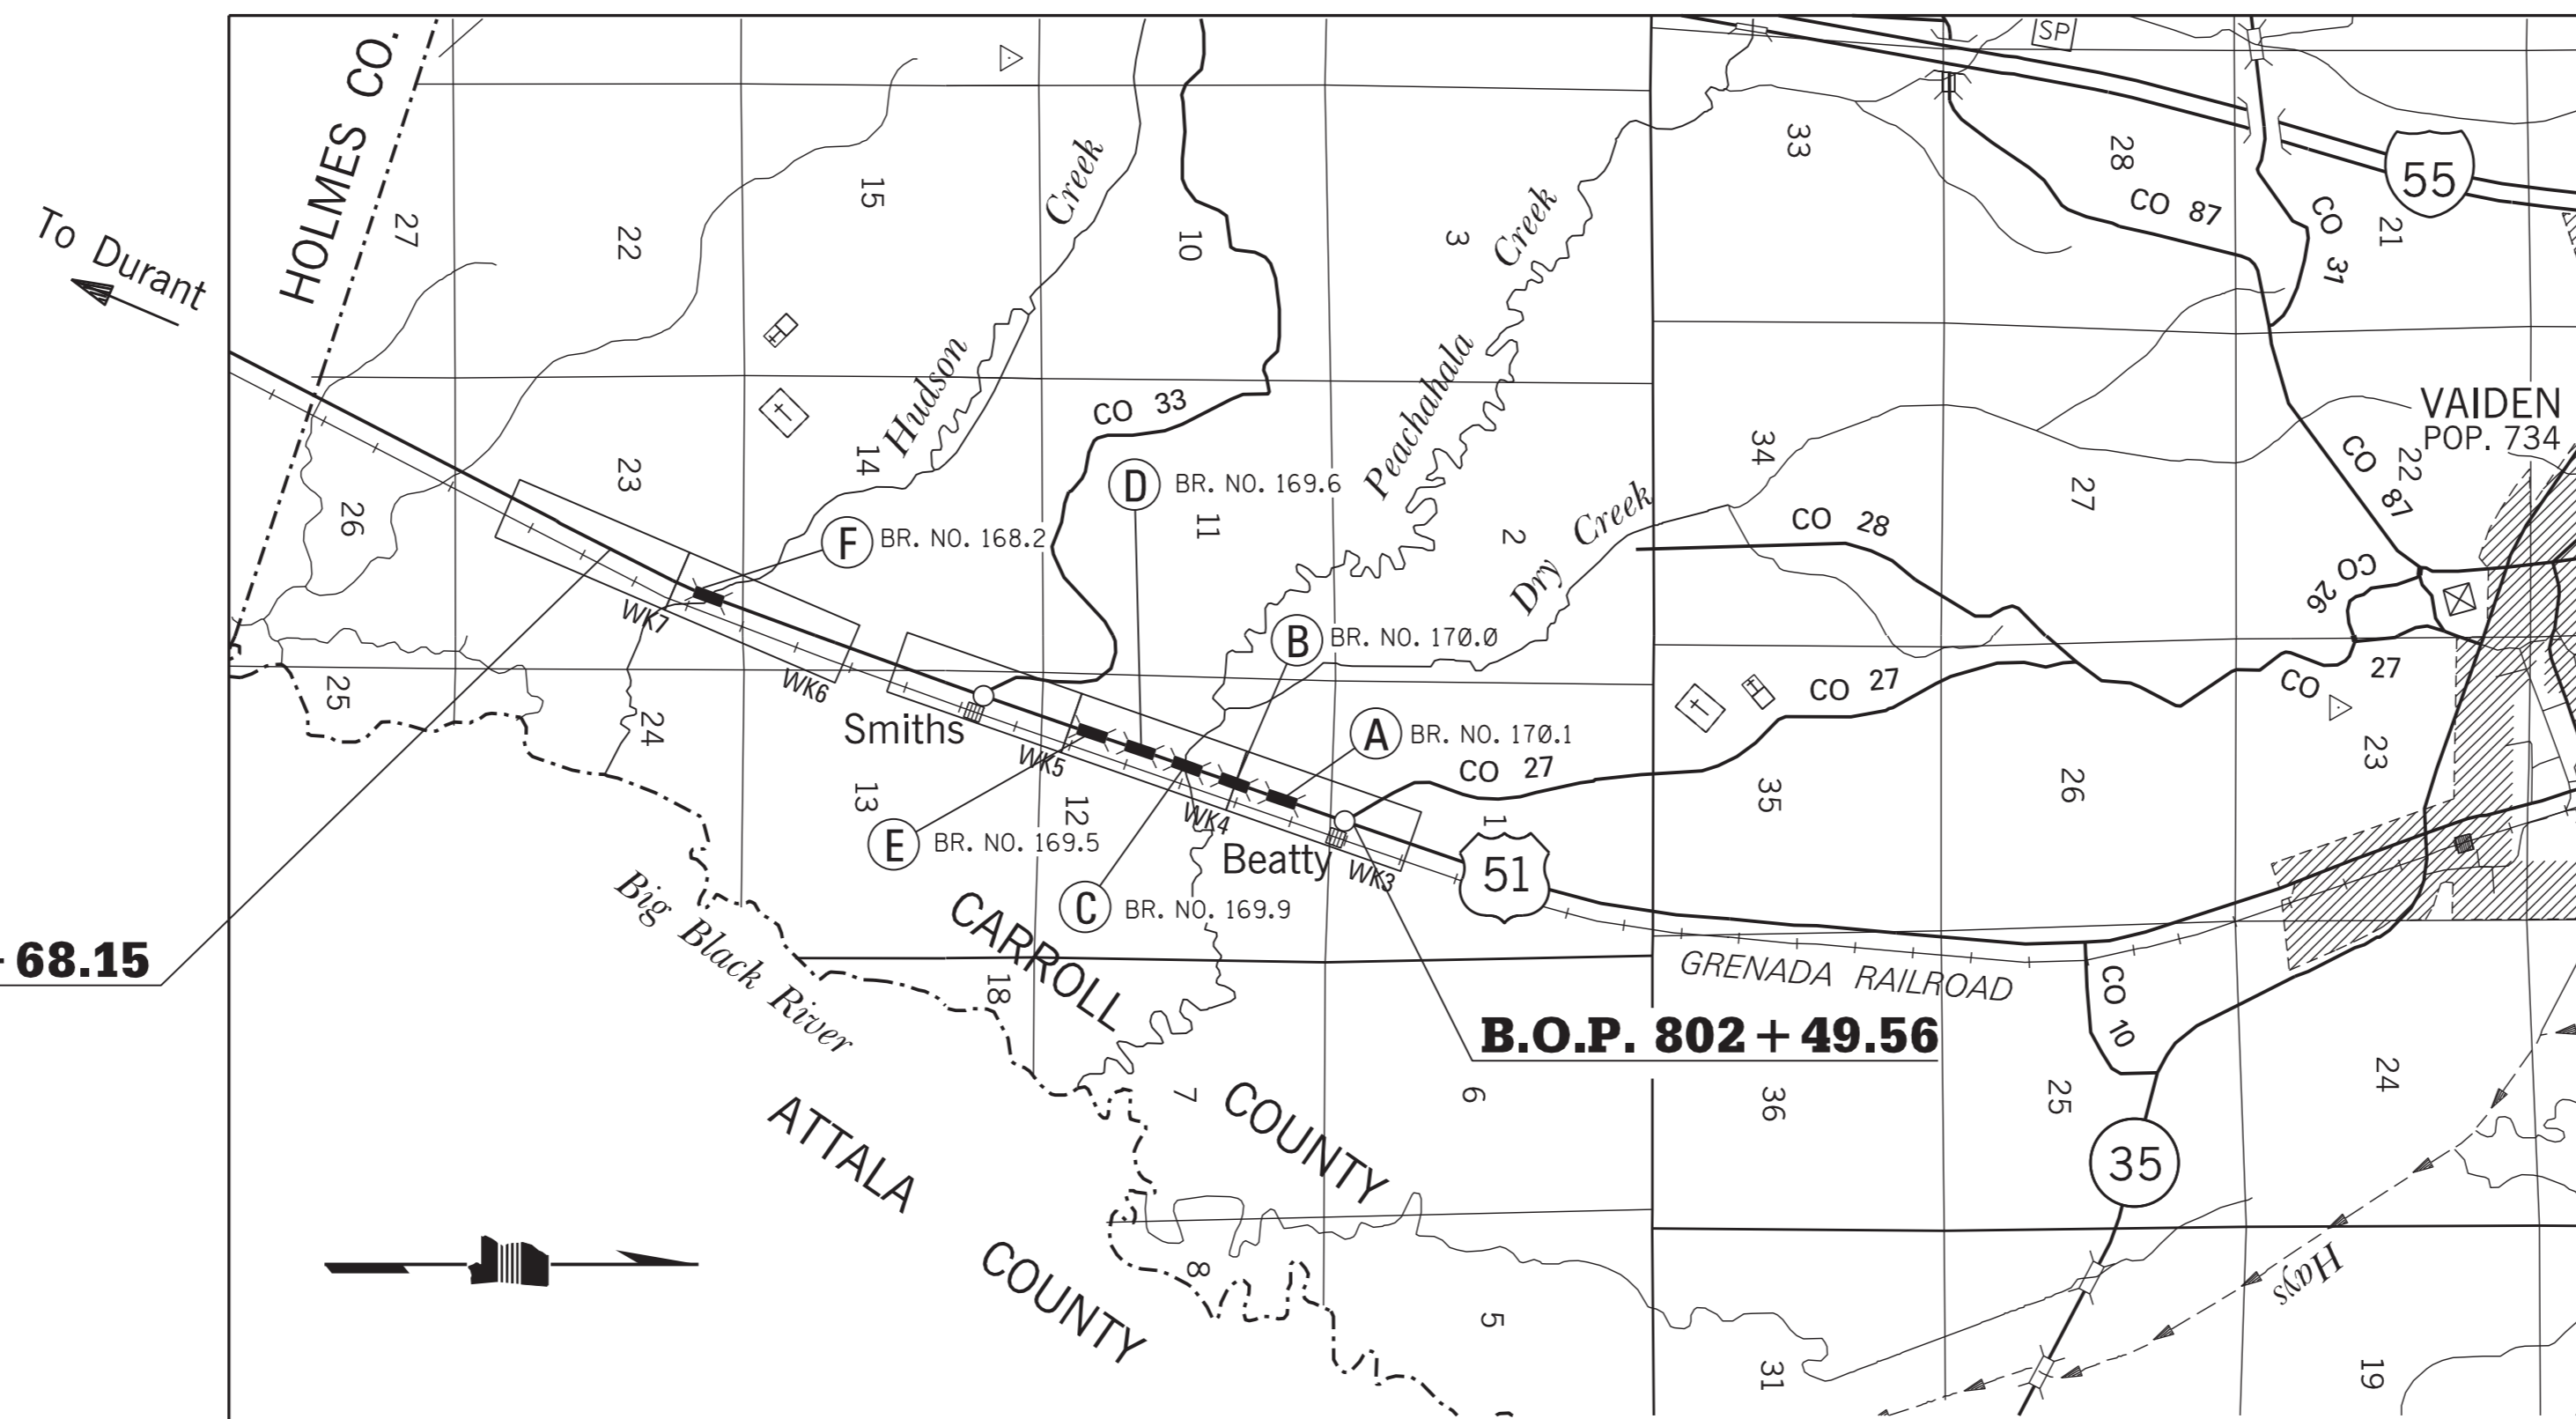 HOLMES CO.
To Durant
27
22
15
10
3
Hudson
Creek
Peachahala
Creek
Dry Creek
33
28
21
SP
55
CO 87
CO 31
CO 33
VAIDEN
POP. 734
22
CO 87
34
27
CO 28
CO 26
CO 27
CO 27
CO 27
26
23
14
11
2
D BR. NO. 169.6
F BR. NO. 168.2
B BR. NO. 170.0
A BR. NO. 170.1
E BR. NO. 169.5
C BR. NO. 169.9
WK7
WK6
WK5
WK4
WK3
Smiths
Beatty
25
24
13
12
1
35
26
23
51
GRENADA RAILROAD
CO 10
Big Black River
CARROLL COUNTY
ATTALA COUNTY
68.15
B.O.P. 802 + 49.56
18
7
6
36
25
24
35
8
5
31
19
Hays